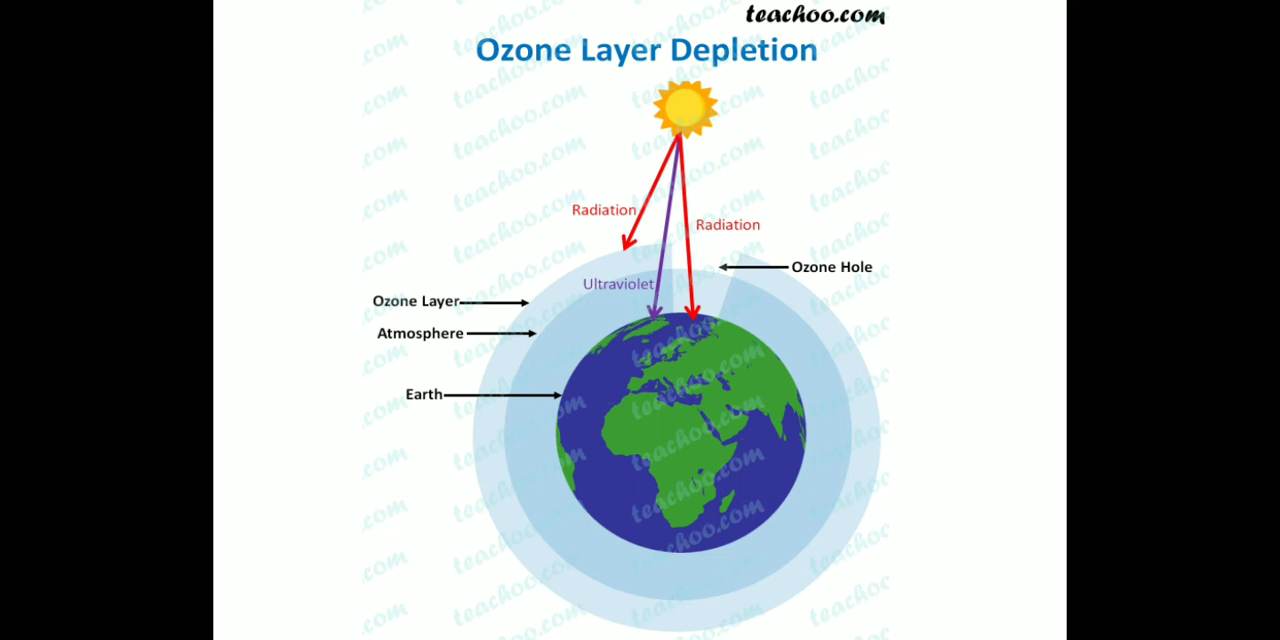 teachoo.com
Ozone Layer Depletion
Radiation
Radiation
Ozone Hole
Ultraviolet
Ozone Layer
Atmosphere
Earth